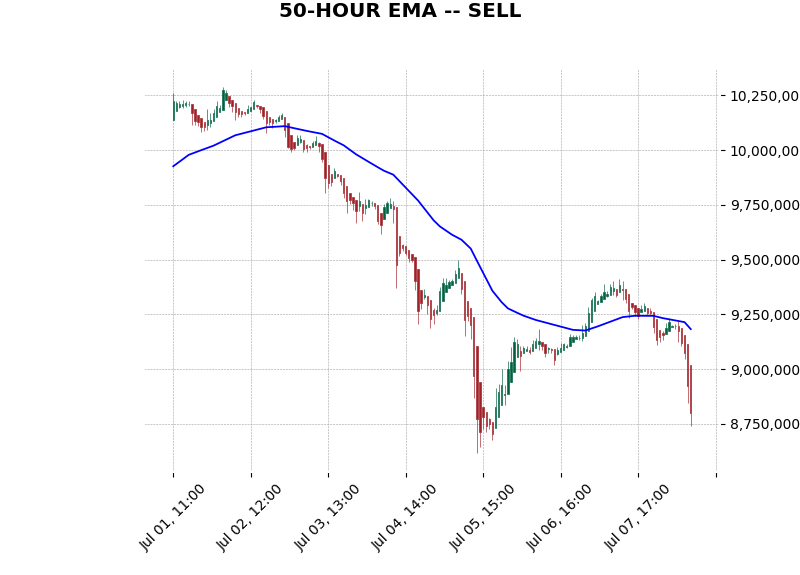 50-HOUR EMA -- SELL
10,250,00
10,000,00
9,750,000
9,500,000
9,250,000
9,000,000
8,750,000
Jul 01, 11:00
Jul 02, 12:00
Jul 03, 13:00
Jul 04, 14:00
Jul 05, 15:00
Jul 06, 16:00
Jul 07, 17:00